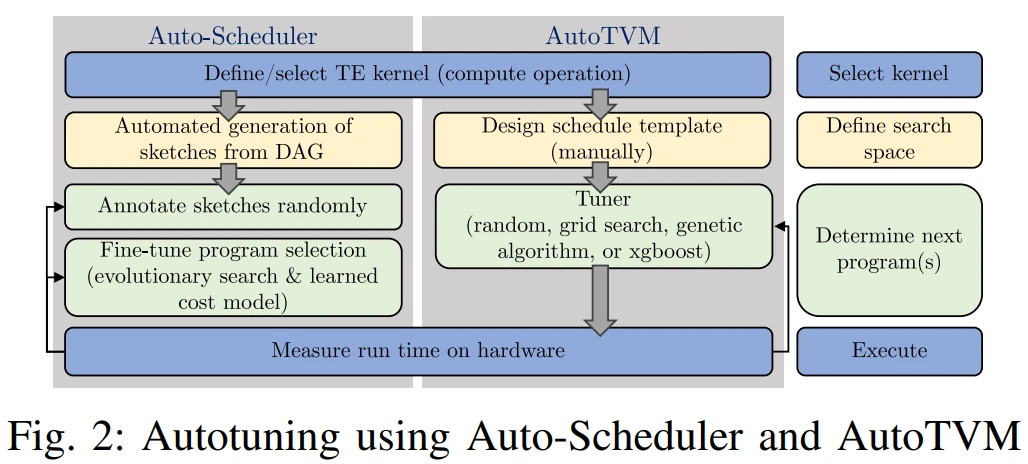 Auto-Scheduler
AutoTVM
Define/select TE kernel (compute operation)
Select kernel
Automated generation of
sketches from DAG
Design schedule template
(manually)
Define search
space
Annotate sketches randomly
Fine-tune program selection
(evolutionary search & learned
cost model)
Tuner
(random, grid search, genetic
algorithm, or xgboost)
Determine next
program(s)
Measure run time on hardware
Execute
Fig. 2: Autotuning using Auto-Scheduler and AutoTVM